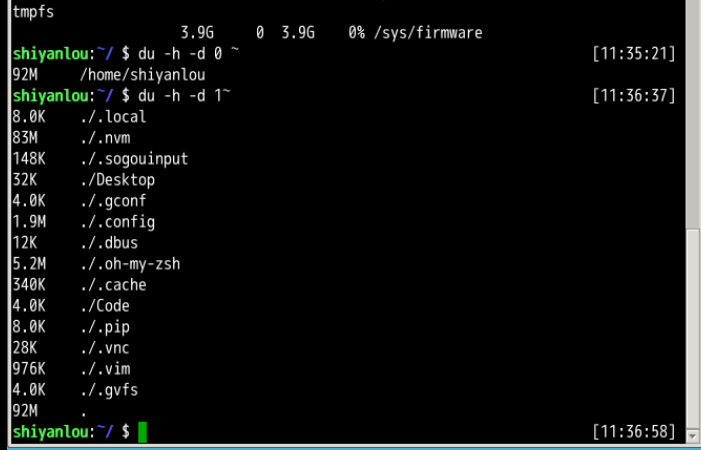 tmpfs
3.9G 0 3.9G 0% /sys/firmware
shiyanlou:~/ $ du -h -d 0 ~ [11:35:21]
92M /home/shiyanlou
shiyanlou:~/ $ du -h -d 1~ [11:36:37]
8.0K ./.local
83M ./.nvm
148K ./.sogouinput
32K ./Desktop
4.0K ./.gconf
1.9M ./.config
12K ./.dbus
5.2M ./.oh-my-zsh
340K ./.cache
4.0K ./Code
8.0K ./.pip
28K ./.vnc
976K ./.vim
4.0K ./.gvfs
92M .
shiyanlou:~/ $ [11:36:58]